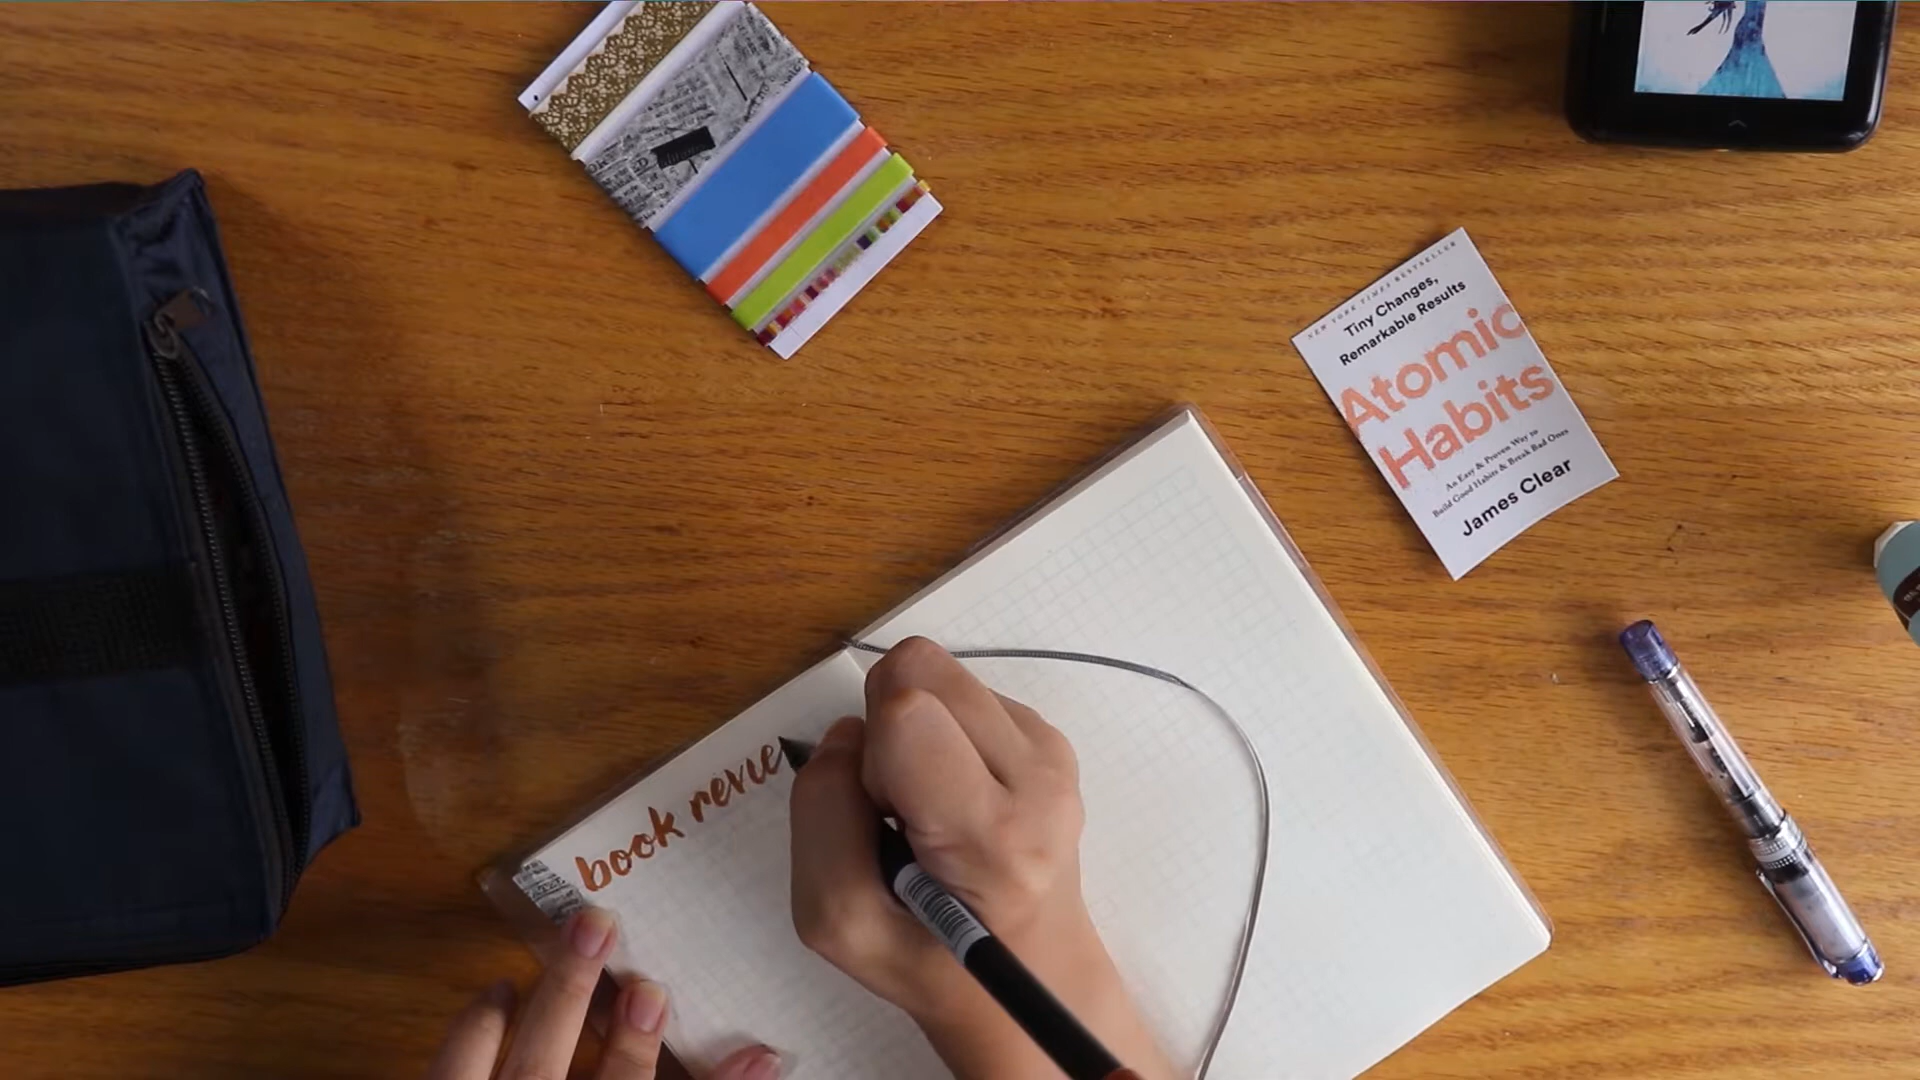 NEW YORK TIMES BESTSELLER
Tiny Changes,
Remarkable Results
Atomic
Habits
An Easy & Proven Way to
Build Good Habits & Break Bad Ones
James Clear
book revie